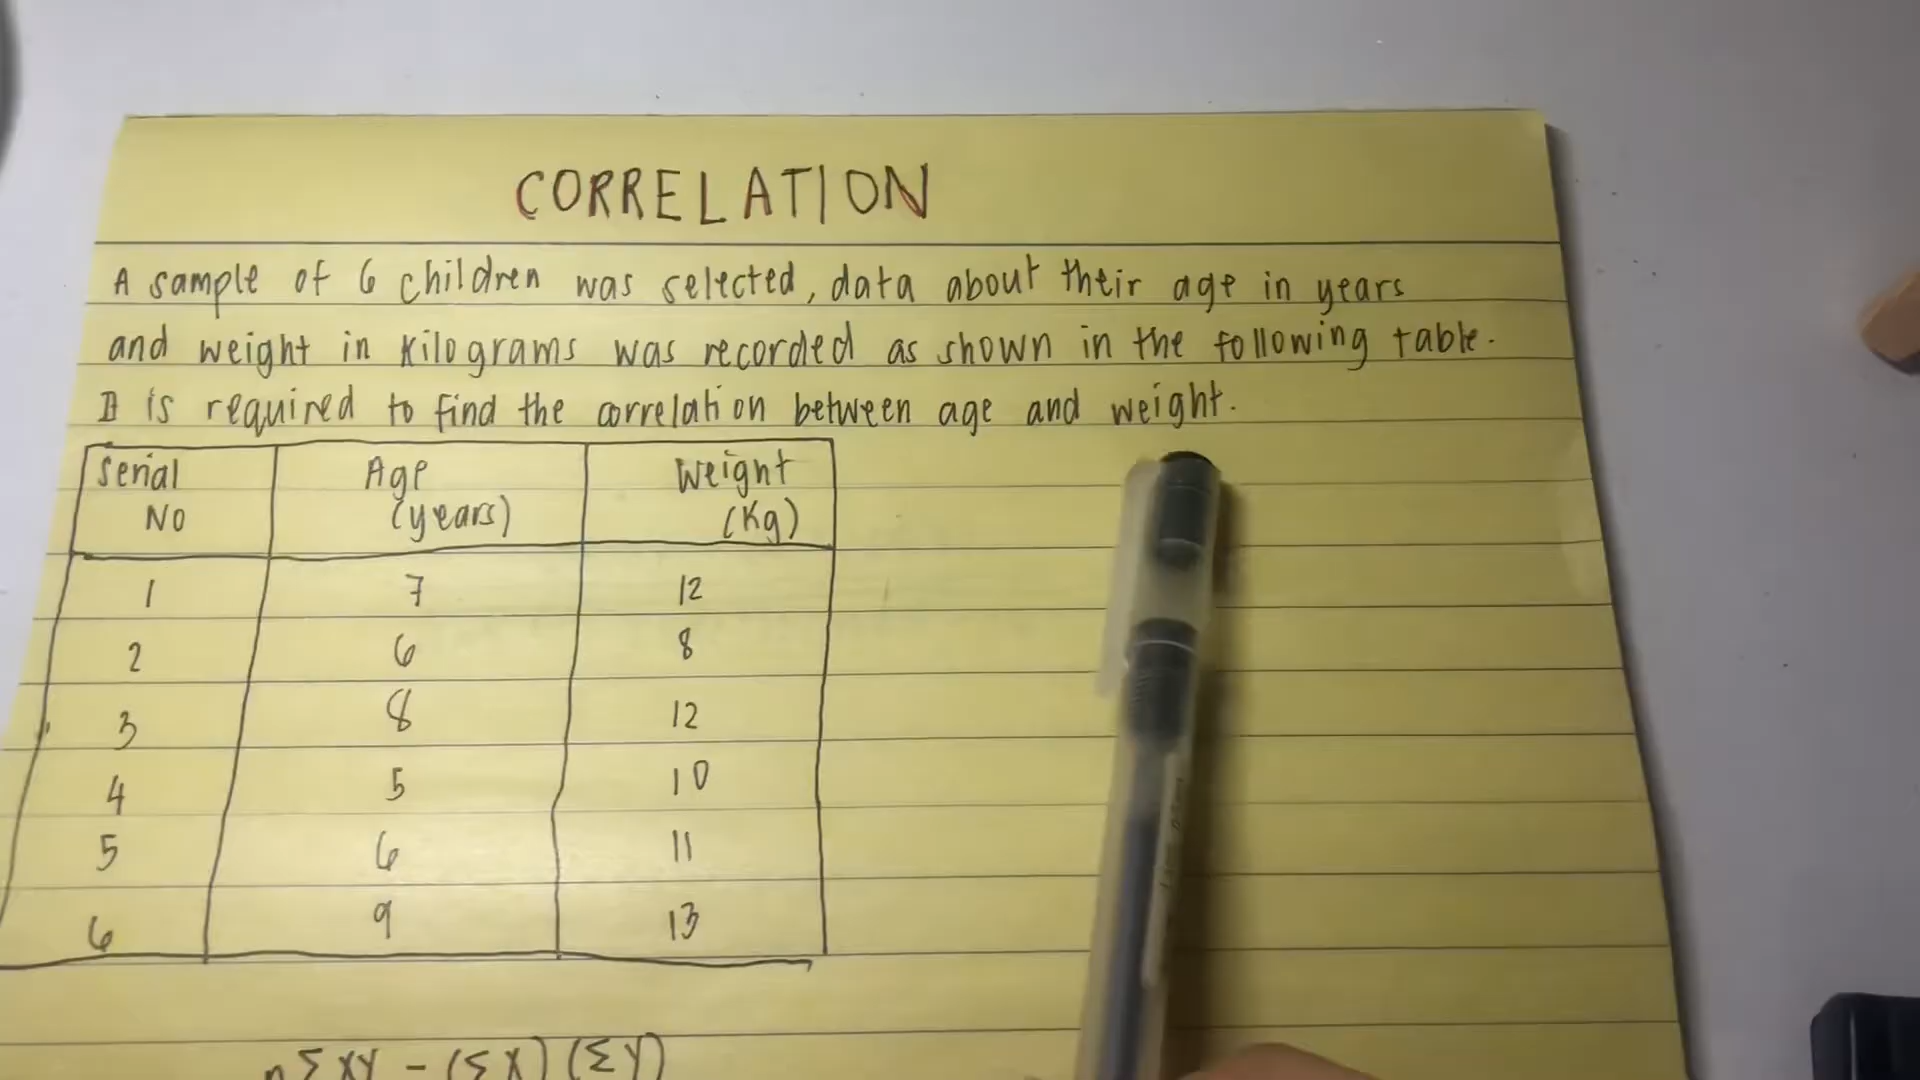 CORRELATION
A sample of 6 children was selected, data about their age in years
and weight in kilograms was recorded as shown in the following table.
It is required to find the correlation between age and weight.
Serial No Age (years) Weight (Kg)
1 7 12
2 6 8
3 8 12
4 5 10
5 6 11
6 9 13
n Σ XY - (Σ X) (Σ Y)